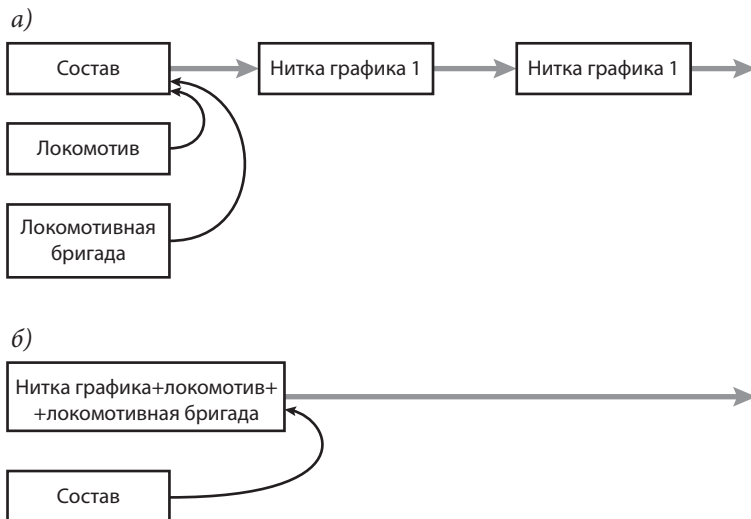 а)
Состав
Нитка графика 1
Нитка графика 1
Локомотив
Локомотивная
бригада
б)
Нитка графика+локомотив+
+локомотивная бригада
Состав